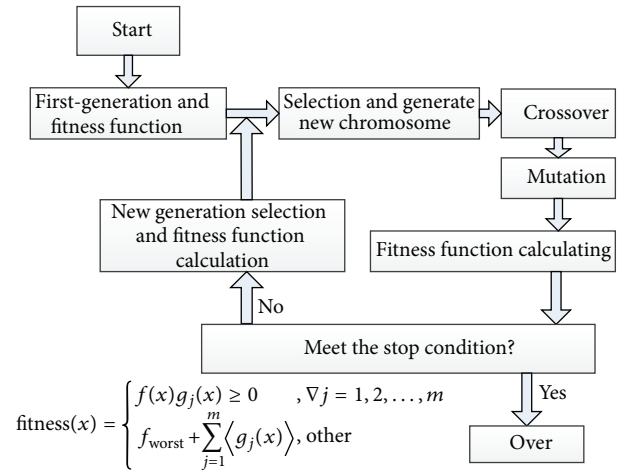 Start
First-generation and
fitness function
Selection and generate
new chromosome
Crossover
Mutation
Fitness function calculating
New generation selection
and fitness function
calculation
No
Meet the stop condition?
Yes
Over
fitness(x) = { f(x)g_j(x) ≥ 0 , ∇j = 1, 2, . . . , m
f_worst + ∑_{j=1}^{m} ⟨g_j(x)⟩, other